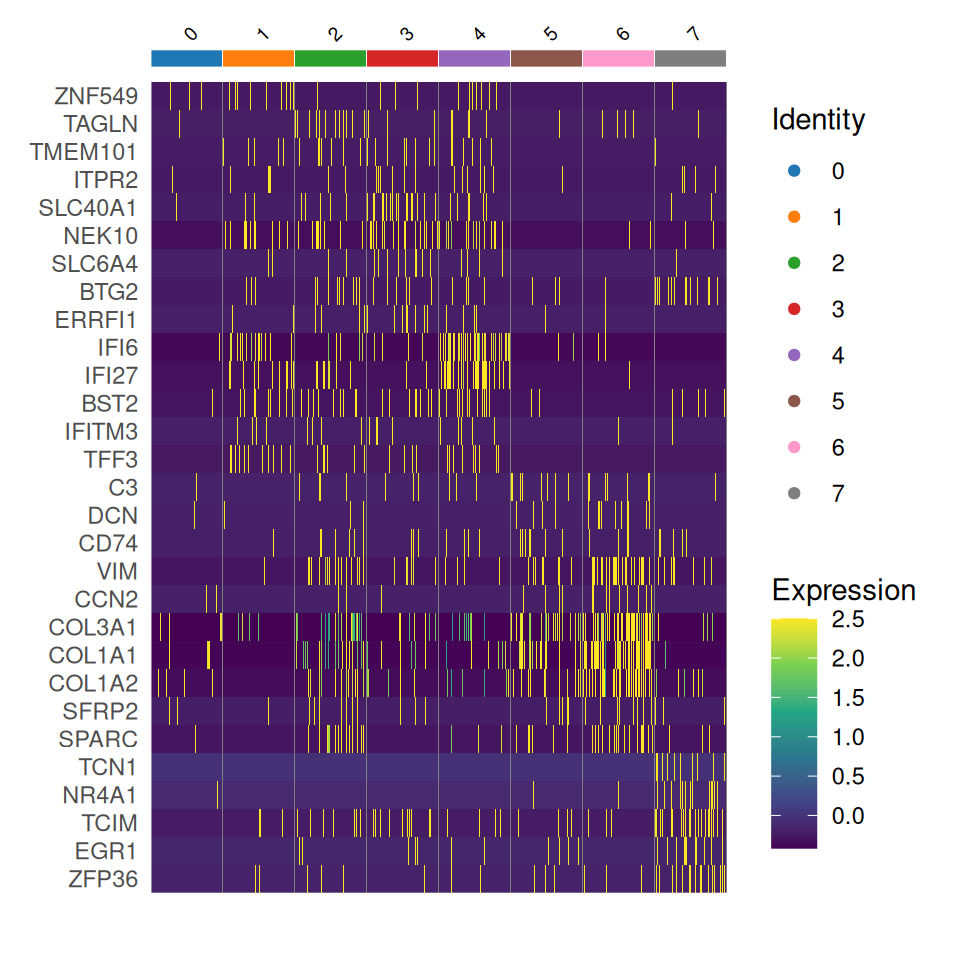 0 1 2 3 4 5 6 7
ZNF549
TAGLN
TMEM101
ITPR2
SLC40A1
NEK10
SLC6A4
BTG2
ERRFI1
IFI6
IFI27
BST2
IFITM3
TFF3
C3
DCN
CD74
VIM
CCN2
COL3A1
COL1A1
COL1A2
SFRP2
SPARC
TCN1
NR4A1
TCIM
EGR1
ZFP36
Identity
0
1
2
3
4
5
6
7
Expression
2.5
2.0
1.5
1.0
0.5
0.0